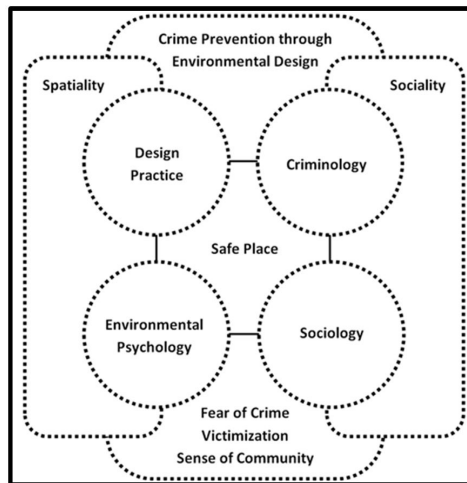 Crime Prevention through
Environmental Design
Spatiality
Sociality
Design
Practice
Criminology
Safe Place
Environmental
Psychology
Sociology
Fear of Crime
Victimization
Sense of Community